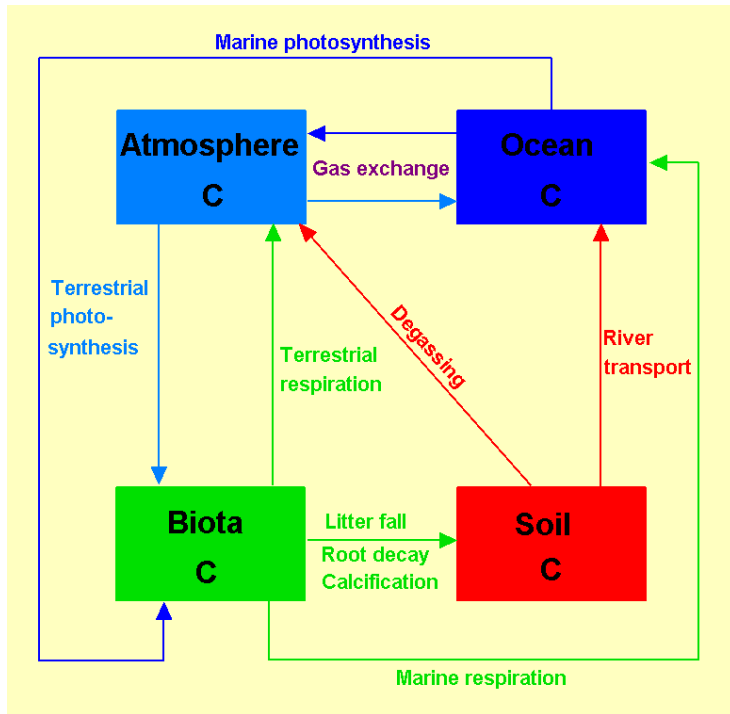 Marine photosynthesis
Atmosphere
C
Gas exchange
Ocean
C
Terrestrial
photo-
synthesis
Terrestrial
respiration
Degassing
River
transport
Biota
C
Litter fall
Root decay
Calcification
Soil
C
Marine respiration